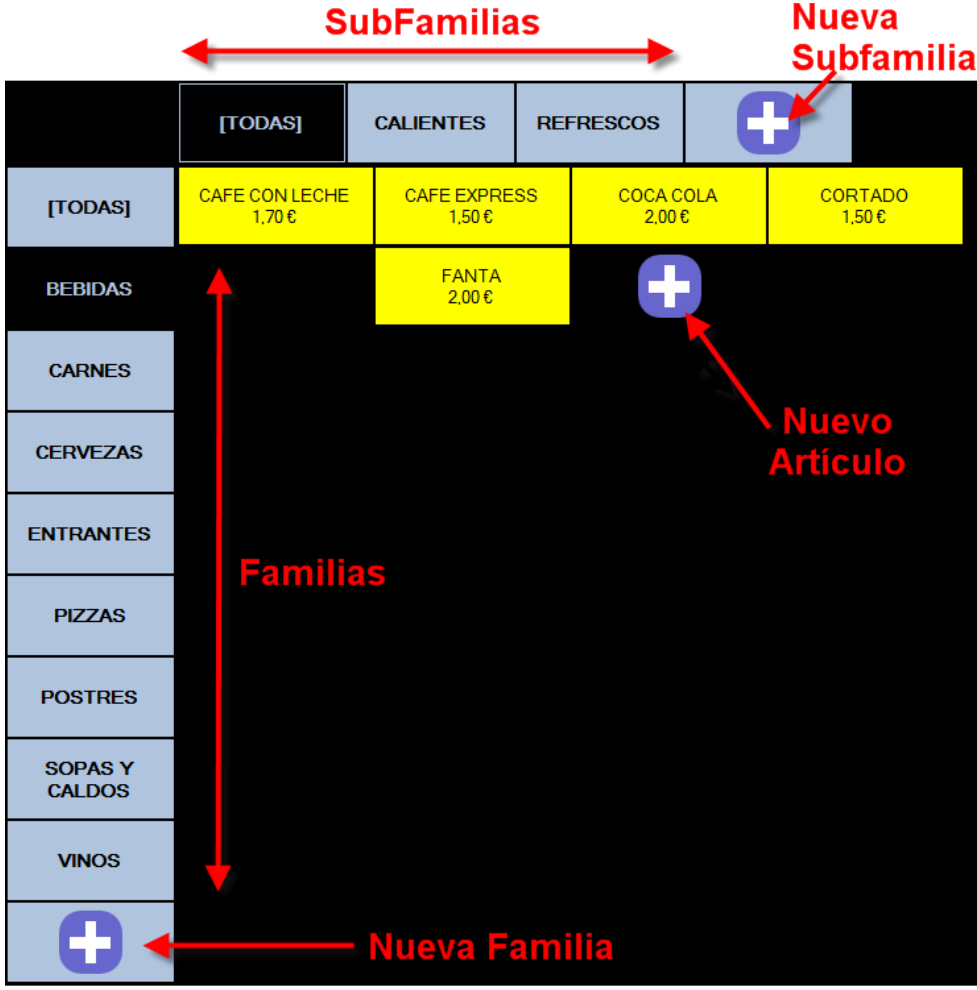 SubFamilias
Nueva
Subfamilia
[TODAS]
CALIENTES
REFRESCOS
[TODAS]
CAFE CON LECHE
1,70 €
CAFE EXPRESS
1,50 €
COCA COLA
2,00 €
CORTADO
1,50 €
BEBIDAS
FANTA
2,00 €
CARNES
Nuevo
Artículo
CERVEZAS
ENTRANTES
Familias
PIZZAS
POSTRES
SOPAS Y
CALDOS
VINOS
Nueva Familia